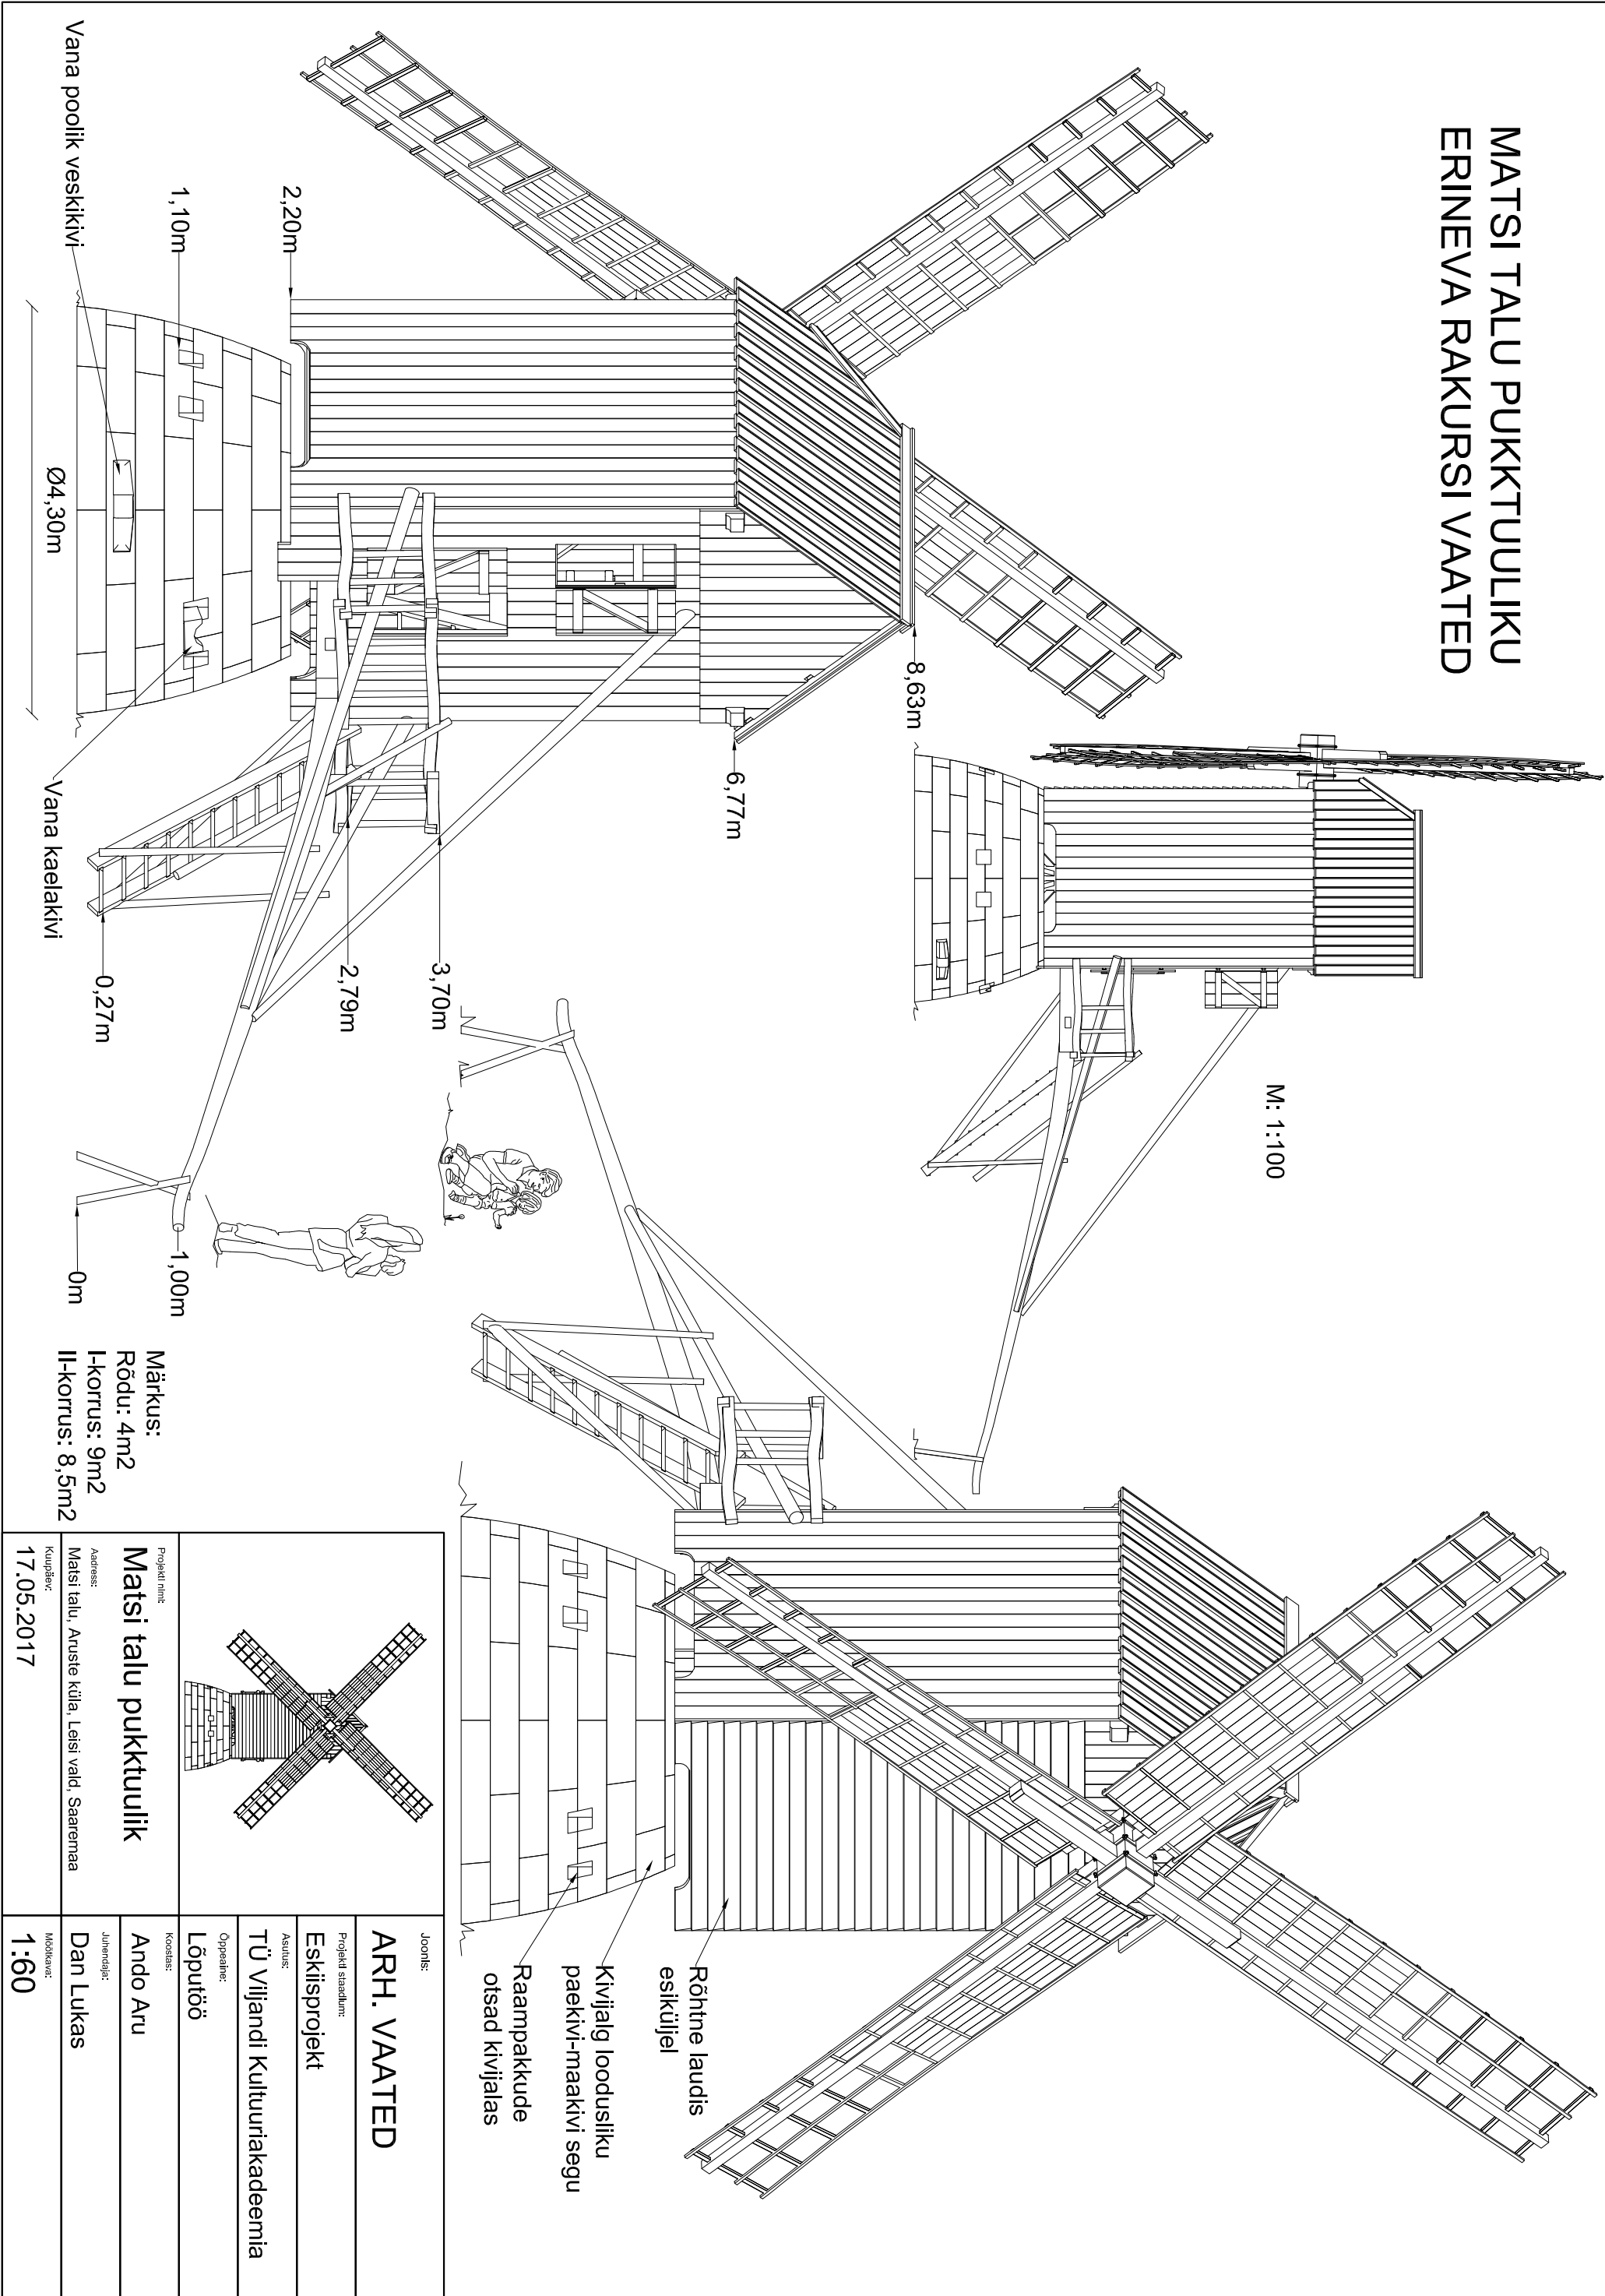 MATSI TALU PUKKTUULIKU
ERINEVA RAKURSI VAATED
M: 1:100
8,63m
6,77m
3,70m
2,79m
0,27m
2,20m
1,10m
Vana poolik veskikivi
Ø4,30m
Vana kaelakivi
1,00m
0m
Rõhtne laudis
esiküljel
Kivijalg loodusliku
paekivi-maakivi segu
Raampakkude
otsad kivijalas
Märkus:
Rõdu: 4m2
I-korrus: 9m2
II-korrus: 8,5m2
Projekti nimi:
Matsi talu pukktuulik
Aadress:
Matsi talu, Aruste küla, Leisi vald, Saaremaa
Kuupäev:
17.05.2017
Joonis:
ARH. VAATED
Projekti staadium:
Eskiisprojekt
Asutus:
TÜ Viljandi Kultuuriakadeemia
Õppeaine:
Lõputöö
Koostas:
Ando Aru
Juhendaja:
Dan Lukas
Mõõtkava:
1:60